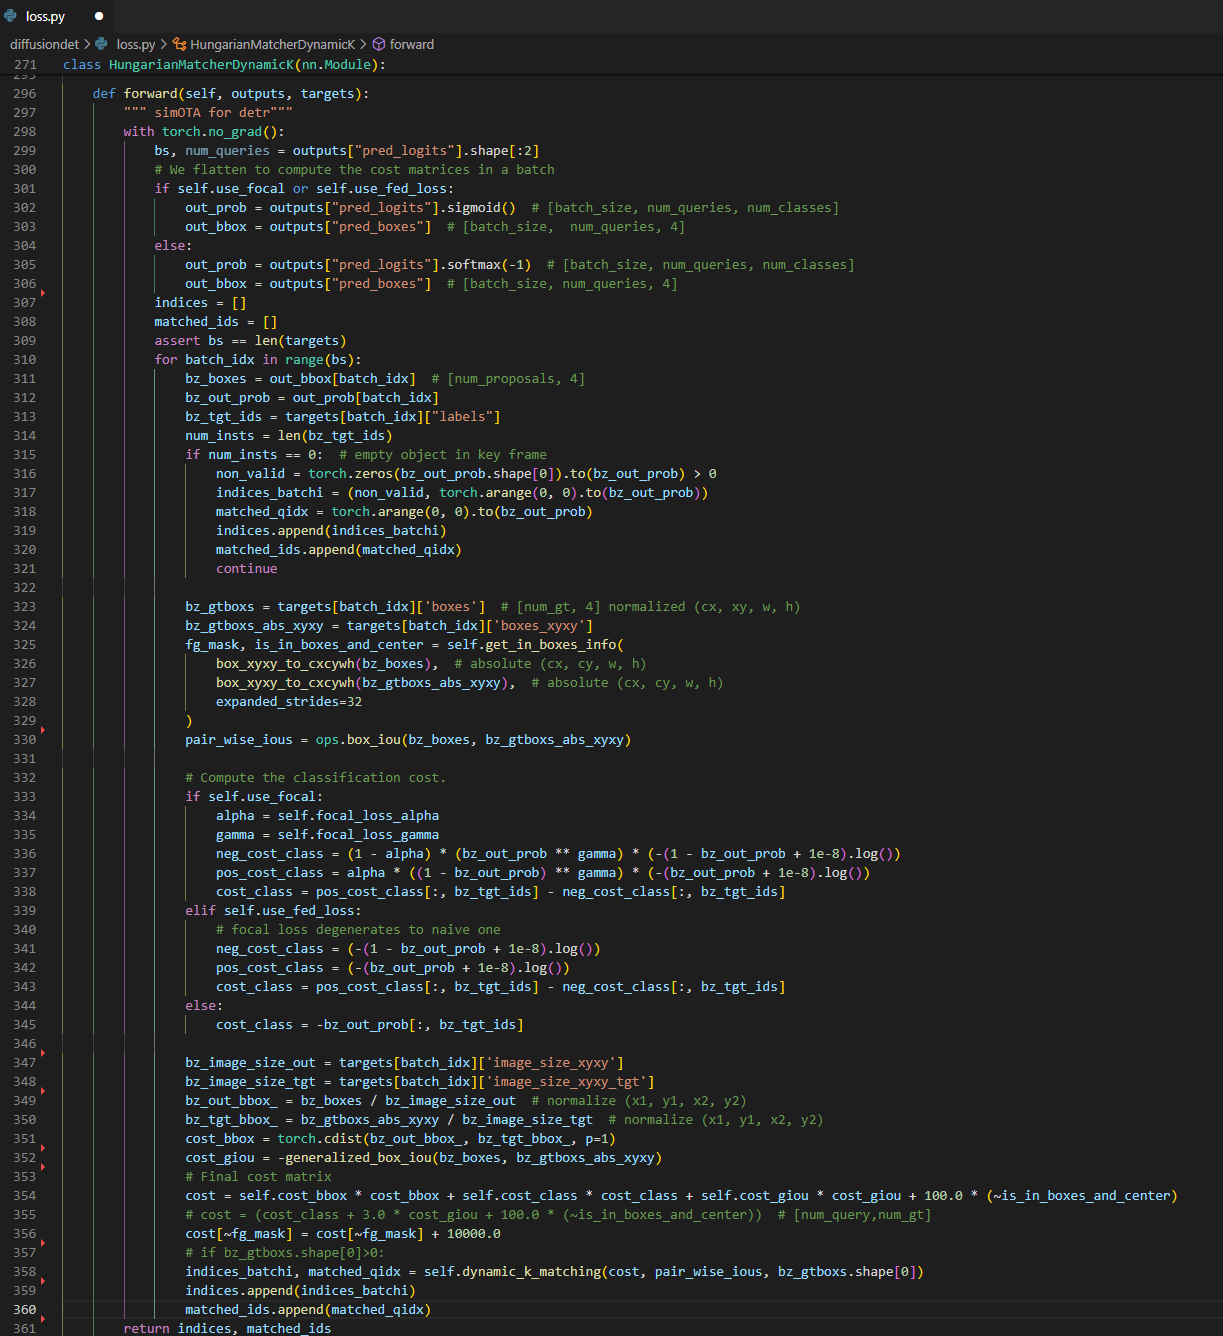 loss.py
diffusiondet > loss.py > HungarianMatcherDynamicK > forward
271 class HungarianMatcherDynamicK(nn.Module):
295
296 def forward(self, outputs, targets):
297 """ simOTA for detr"""
298 with torch.no_grad():
299 bs, num_queries = outputs["pred_logits"].shape[:2]
300 # We flatten to compute the cost matrices in a batch
301 if self.use_focal or self.use_fed_loss:
302 out_prob = outputs["pred_logits"].sigmoid()  # [batch_size, num_queries, num_classes]
303 out_bbox = outputs["pred_boxes"]  # [batch_size,  num_queries, 4]
304 else:
305 out_prob = outputs["pred_logits"].softmax(-1)  # [batch_size, num_queries, num_classes]
306 out_bbox = outputs["pred_boxes"]  # [batch_size, num_queries, 4]
307 indices = []
308 matched_ids = []
309 assert bs == len(targets)
310 for batch_idx in range(bs):
311 bz_boxes = out_bbox[batch_idx]  # [num_proposals, 4]
312 bz_out_prob = out_prob[batch_idx]
313 bz_tgt_ids = targets[batch_idx]["labels"]
314 num_insts = len(bz_tgt_ids)
315 if num_insts == 0:  # empty object in key frame
316 non_valid = torch.zeros(bz_out_prob.shape[0]).to(bz_out_prob) > 0
317 indices_batchi = (non_valid, torch.arange(0, 0).to(bz_out_prob))
318 matched_qidx = torch.arange(0, 0).to(bz_out_prob)
319 indices.append(indices_batchi)
320 matched_ids.append(matched_qidx)
321 continue
322
323 bz_gtboxs = targets[batch_idx]['boxes']  # [num_gt, 4] normalized (cx, xy, w, h)
324 bz_gtboxs_abs_xyxy = targets[batch_idx]['boxes_xyxy']
325 fg_mask, is_in_boxes_and_center = self.get_in_boxes_info(
326 box_xyxy_to_cxcywh(bz_boxes),  # absolute (cx, cy, w, h)
327 box_xyxy_to_cxcywh(bz_gtboxs_abs_xyxy),  # absolute (cx, cy, w, h)
328 expanded_strides=32
329 )
330 pair_wise_ious = ops.box_iou(bz_boxes, bz_gtboxs_abs_xyxy)
331
332 # Compute the classification cost.
333 if self.use_focal:
334 alpha = self.focal_loss_alpha
335 gamma = self.focal_loss_gamma
336 neg_cost_class = (1 - alpha) * (bz_out_prob ** gamma) * (-(1 - bz_out_prob + 1e-8).log())
337 pos_cost_class = alpha * ((1 - bz_out_prob) ** gamma) * (-(bz_out_prob + 1e-8).log())
338 cost_class = pos_cost_class[:, bz_tgt_ids] - neg_cost_class[:, bz_tgt_ids]
339 elif self.use_fed_loss:
340 # focal loss degenerates to naive one
341 neg_cost_class = (-(1 - bz_out_prob + 1e-8).log())
342 pos_cost_class = (-(bz_out_prob + 1e-8).log())
343 cost_class = pos_cost_class[:, bz_tgt_ids] - neg_cost_class[:, bz_tgt_ids]
344 else:
345 cost_class = -bz_out_prob[:, bz_tgt_ids]
346
347 bz_image_size_out = targets[batch_idx]['image_size_xyxy']
348 bz_image_size_tgt = targets[batch_idx]['image_size_xyxy_tgt']
349 bz_out_bbox_ = bz_boxes / bz_image_size_out  # normalize (x1, y1, x2, y2)
350 bz_tgt_bbox_ = bz_gtboxs_abs_xyxy / bz_image_size_tgt  # normalize (x1, y1, x2, y2)
351 cost_bbox = torch.cdist(bz_out_bbox_, bz_tgt_bbox_, p=1)
352 cost_giou = -generalized_box_iou(bz_boxes, bz_gtboxs_abs_xyxy)
353 # Final cost matrix
354 cost = self.cost_bbox * cost_bbox + self.cost_class * cost_class + self.cost_giou * cost_giou + 100.0 * (~is_in_boxes_and_center)
355 # cost = (cost_class + 3.0 * cost_giou + 100.0 * (~is_in_boxes_and_center))  # [num_query,num_gt]
356 cost[~fg_mask] = cost[~fg_mask] + 10000.0
357 # if bz_gtboxs.shape[0]>0:
358 indices_batchi, matched_qidx = self.dynamic_k_matching(cost, pair_wise_ious, bz_gtboxs.shape[0])
359 indices.append(indices_batchi)
360 matched_ids.append(matched_qidx)
361 return indices, matched_ids